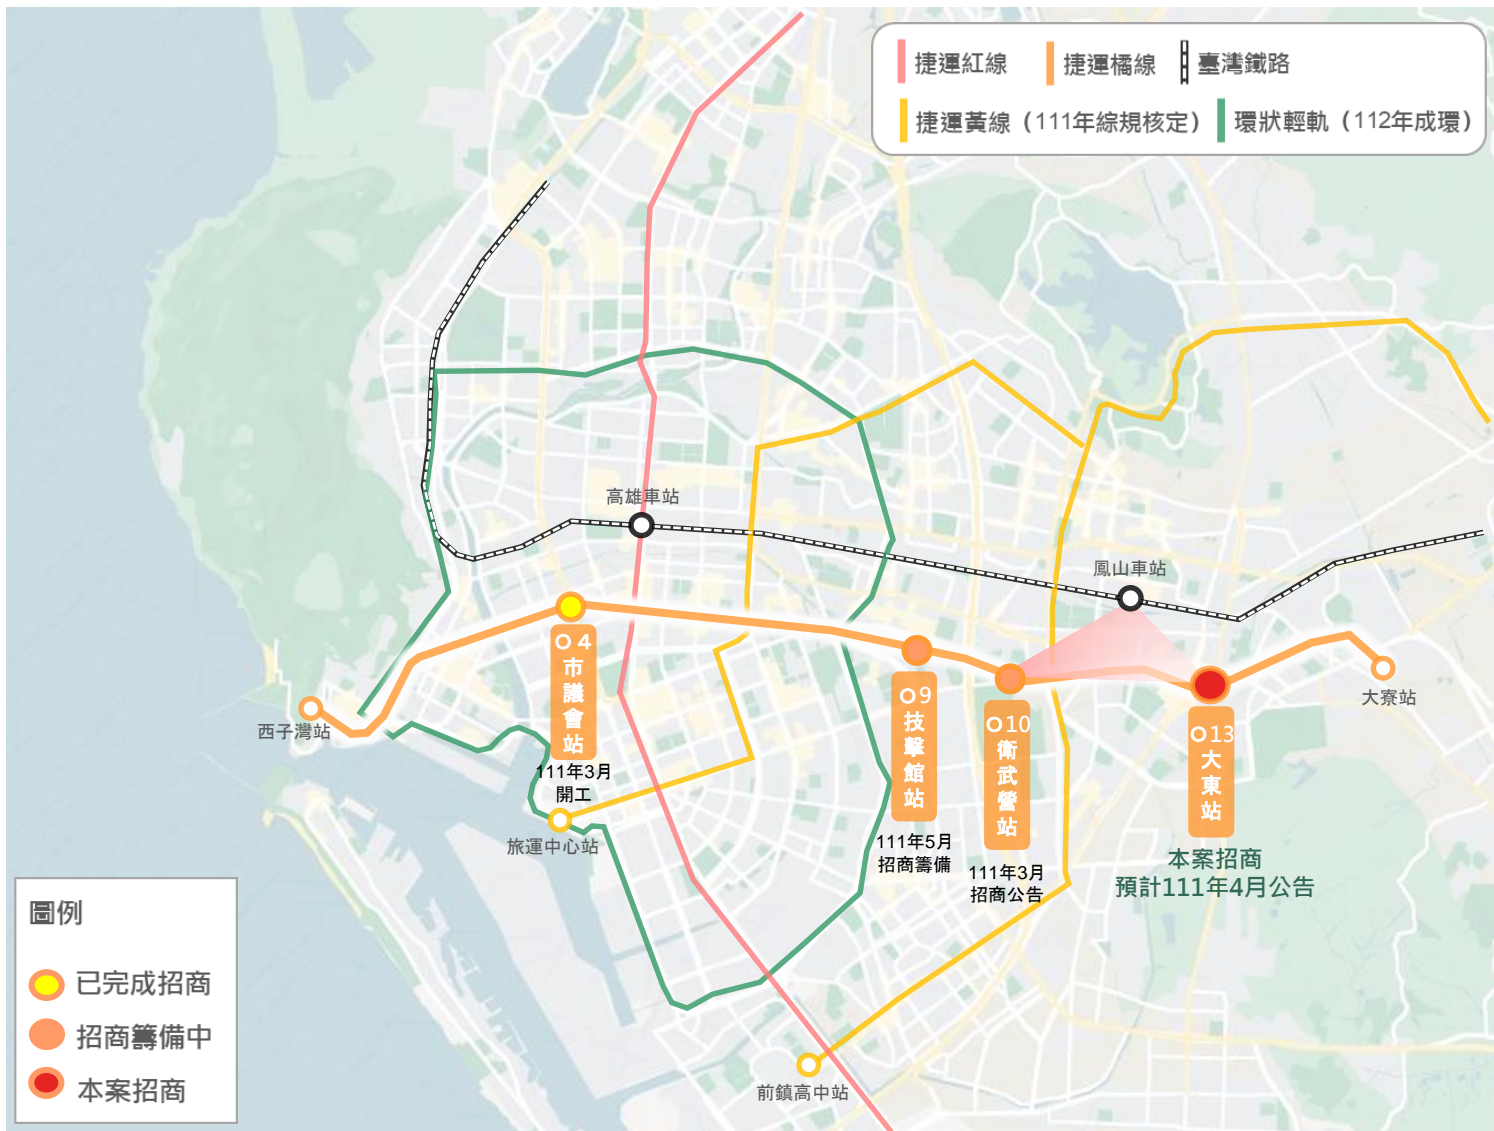 捷運紅線
捷運橘線
臺灣鐵路
捷運黃線（111年綜規核定）
環狀輕軌（112年成環）
高雄車站
鳳山車站
西子灣站
O4
市議會站
111年3月
開工
旅運中心站
O9
技擊館站
111年5月
招商籌備
O10
衛武營站
111年3月
招商公告
O13
大東站
本案招商
預計111年4月公告
大寮站
前鎮高中站
圖例
已完成招商
招商籌備中
本案招商